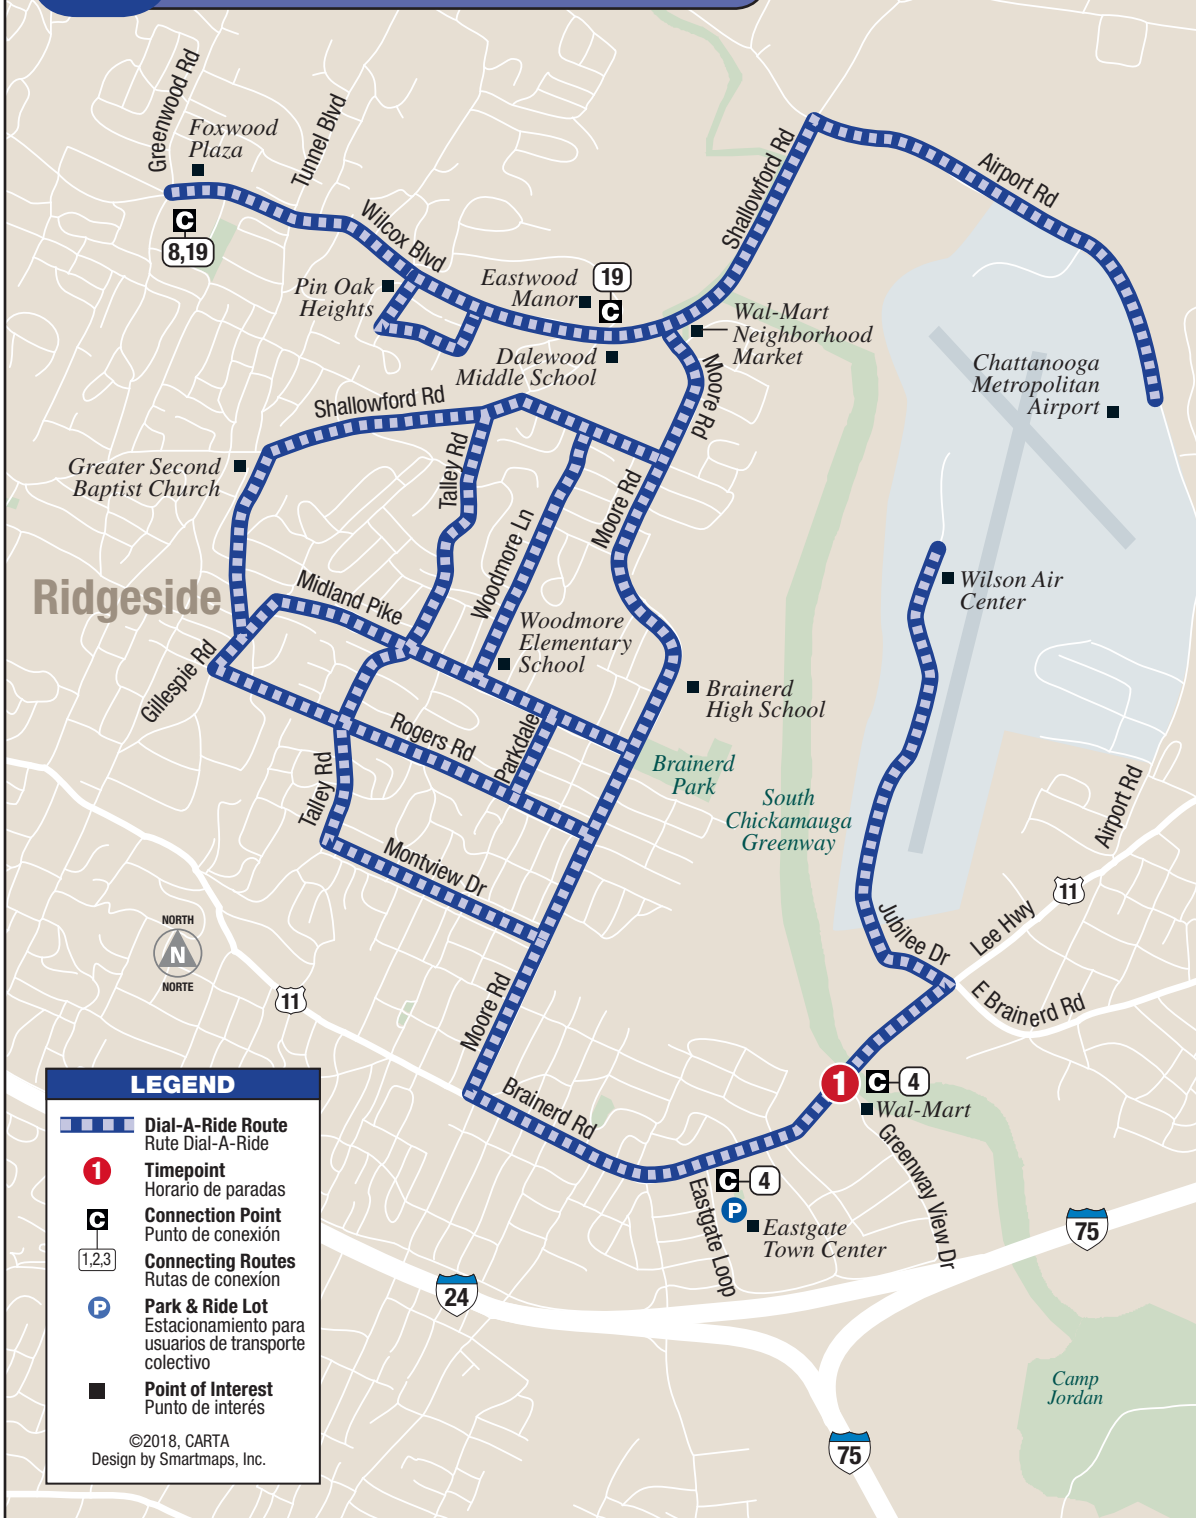 Greenwood Rd
Foxwood
Plaza
Tunnel Blvd
8,19
Wilcox Blvd
Pin Oak
Heights
Eastwood
Manor
19
Dalewood
Middle School
Shallowford Rd
Airport Rd
Wal-Mart
Neighborhood
Market
Moore Rd
Chattanooga
Metropolitan
Airport
Shallowford Rd
Greater Second
Baptist Church
Talley Rd
Woodmore Ln
Moore Rd
Ridgeside
Midland Pike
Woodmore
Elementary
School
Wilson Air
Center
Gillespie Rd
Brainerd
High School
Rogers Rd
Parkdale
Brainerd
Park
Talley Rd
South
Chickamauga
Greenway
Airport Rd
Montview Dr
11
Jubilee Dr
Lee Hwy
E Brainerd Rd
NORTH
N
NORTE
11
Moore Rd
Brainerd Rd
1
C
4
Wal-Mart
Greenway View Dr
C
4
P
Eastgate
Town Center
Eastgate Loop
75
24
75
Camp
Jordan
C
C
LEGEND
Dial-A-Ride Route
Rute Dial-A-Ride
1
Timepoint
Horario de paradas
C
Connection Point
Punto de conexión
1,2,3
Connecting Routes
Rutas de conexíon
P
Park & Ride Lot
Estacionamiento para
usuarios de transporte
colectivo
Point of Interest
Punto de interés
©2018, CARTA
Design by Smartmaps, Inc.